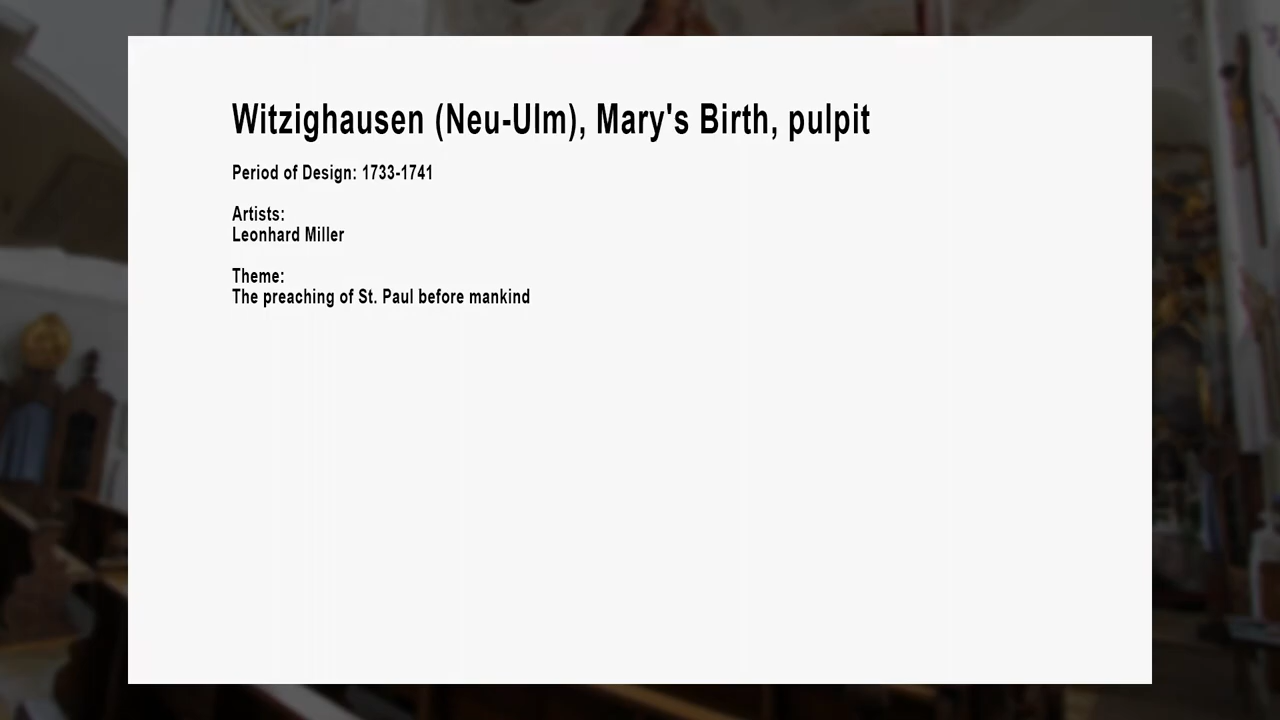 Witzighausen (Neu-Ulm), Mary's Birth, pulpit
Period of Design: 1733-1741
Artists:
Leonhard Miller
Theme:
The preaching of St. Paul before mankind